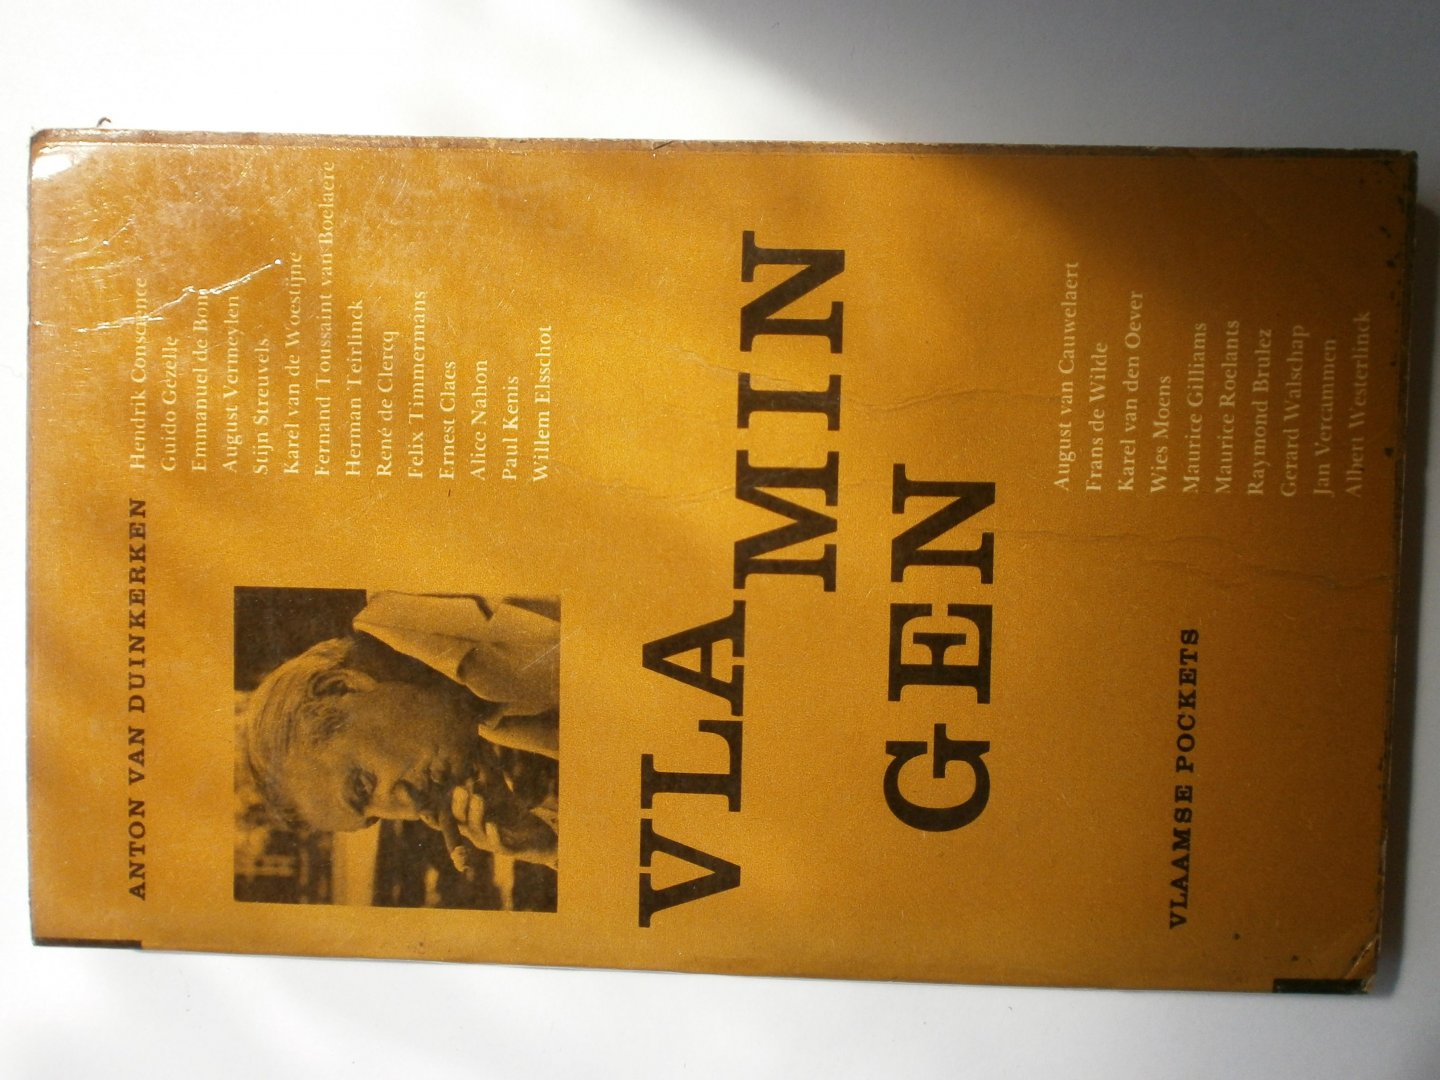 ANTON VAN DUINKERKEN
Hendrik Conscience
Guido Gezelle
Emmanuel de Bom
August Vermeylen
Stijn Streuvels
Karel van de Woestijne
Fernand Toussaint van Boelaere
Herman Teirlinck
René de Clercq
Felix Timmermans
Ernest Claes
Alice Nahon
Paul Kenis
Willem Elsschot
VLA
MIN
GEN
August van Cauwelaert
Frans de Wilde
Karel van den Oever
Wies Moens
Maurice Gilliams
Maurice Roelants
Raymond Brulez
Gerard Walschap
Jan Vercammen
Albert Westerlinck
VLAAMSE POCKETS